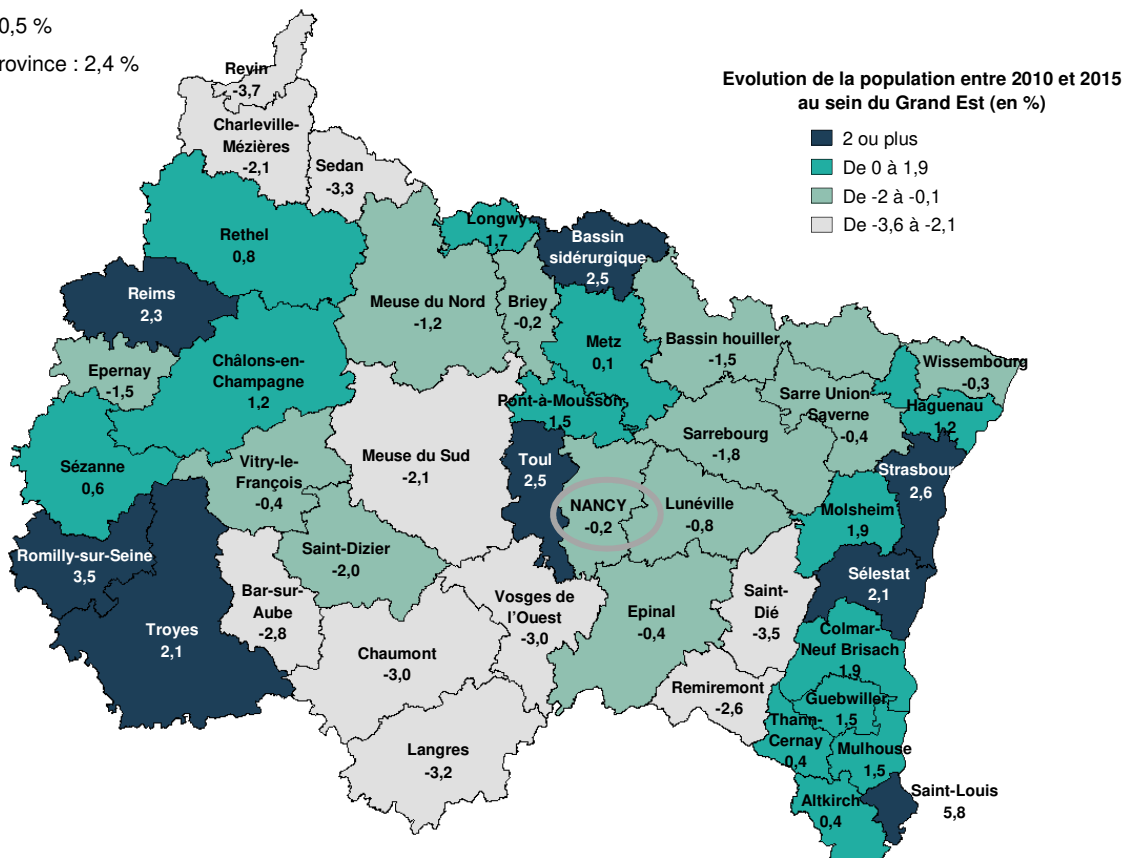 0,5 %
rovince : 2,4 %
Evolution de la population entre 2010 et 2015
au sein du Grand Est (en %)
2 ou plus
De 0 à 1,9
De -2 à -0,1
De -3,6 à -2,1
Revin
-3,7
Charleville-
Mézières
-2,1
Sedan
-3,3
Rethel
0,8
Longwy
1,7
Bassin
sidérurgique
2,5
Reims
2,3
Meuse du Nord
-1,2
Briey
-0,2
Metz
0,1
Bassin houiller
-1,5
Wissembourg
-0,3
Epernay
-1,5
Châlons-en-
Champagne
1,2
Pont-à-Mousson
1,5
Sarre Union
Saverne
-0,4
Haguenau
1,2
Sarrebourg
-1,8
Sézanne
0,6
Vitry-le-
François
-0,4
Meuse du Sud
-2,1
Toul
2,5
NANCY
-0,2
Lunéville
-0,8
Strasbour
2,6
Molsheim
1,9
Romilly-sur-Seine
3,5
Saint-Dizier
-2,0
Sélestat
2,1
Troyes
2,1
Bar-sur-
Aube
-2,8
Vosges de
l'Ouest
-3,0
Epinal
-0,4
Saint-
Dié
-3,5
Colmar-
Neuf Brisach
1,9
Chaumont
-3,0
Remiremont
-2,6
Guebwiller
1,5
Thann-
Cernay
0,4
Mulhouse
1,5
Langres
-3,2
Altkirch
0,4
Saint-Louis
5,8